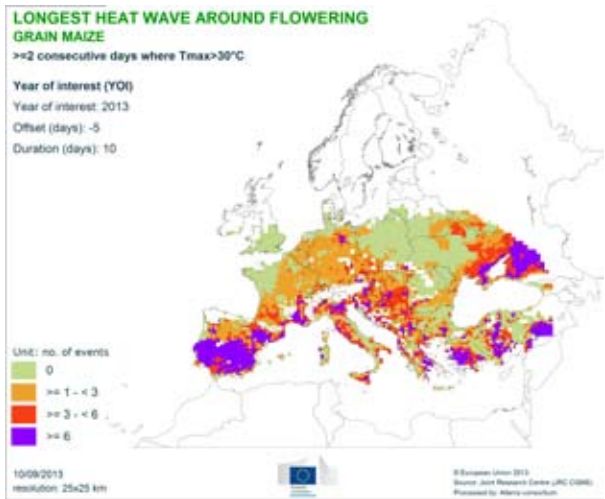 LONGEST HEAT WAVE AROUND FLOWERING
GRAIN MAIZE
>=2 consecutive days where Tmax>30°C
Year of interest (YOI)
Year of interest: 2013
Offset (days): -5
Duration (days): 10
Unit: no. of events
0
>= 1 - < 3
>= 3 - < 6
>= 6
10/09/2013
resolution: 25x25 km
© European Union 2013
Source: Joint Research Centre (JRC CGMS)
Processed by: Alterra consortium